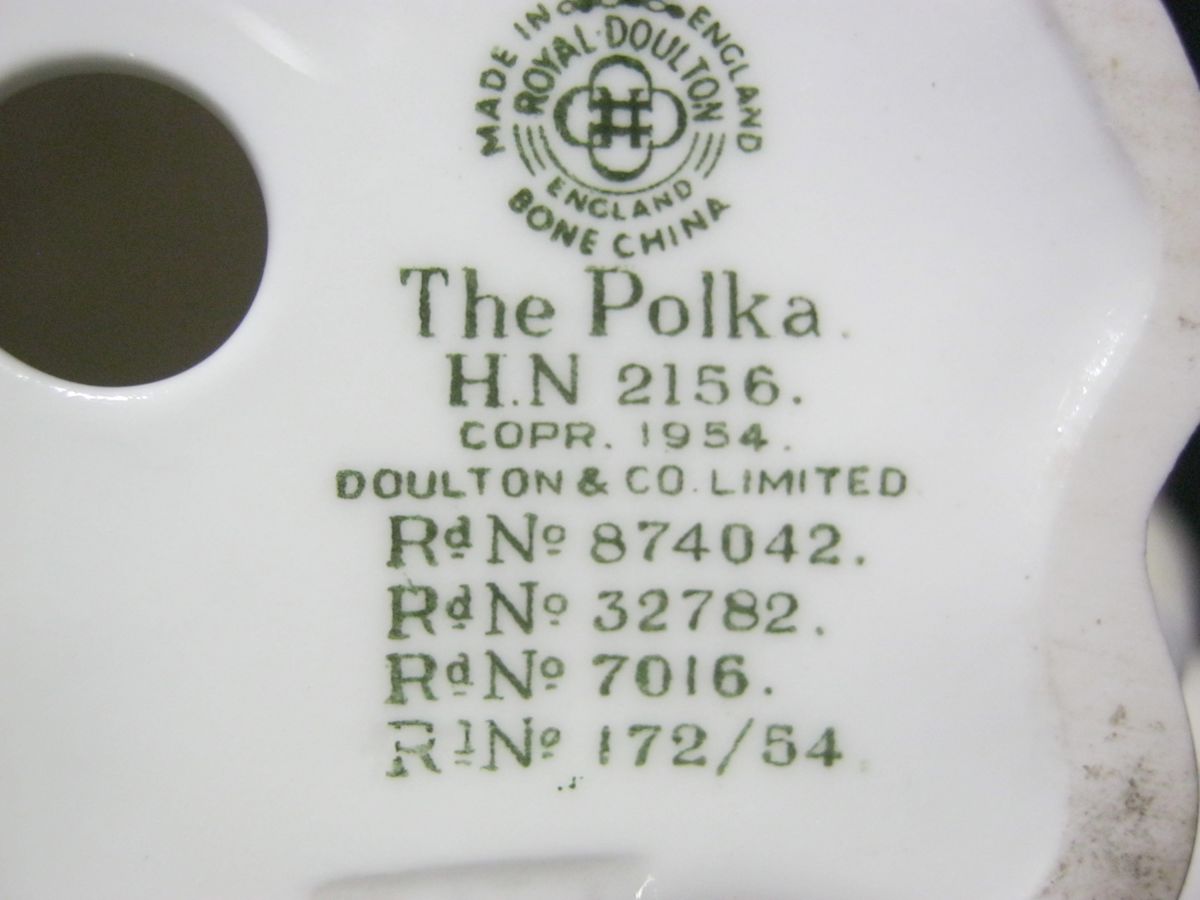 MADE IN ENGLAND
ROYAL DOULTON
ENGLAND
BONE CHINA
The Polka.
H.N 2156.
COPR. 1954.
DOULTON & CO. LIMITED
Rd No 874042.
Rd No 32782.
Rd No 7016.
Rd No 172/54